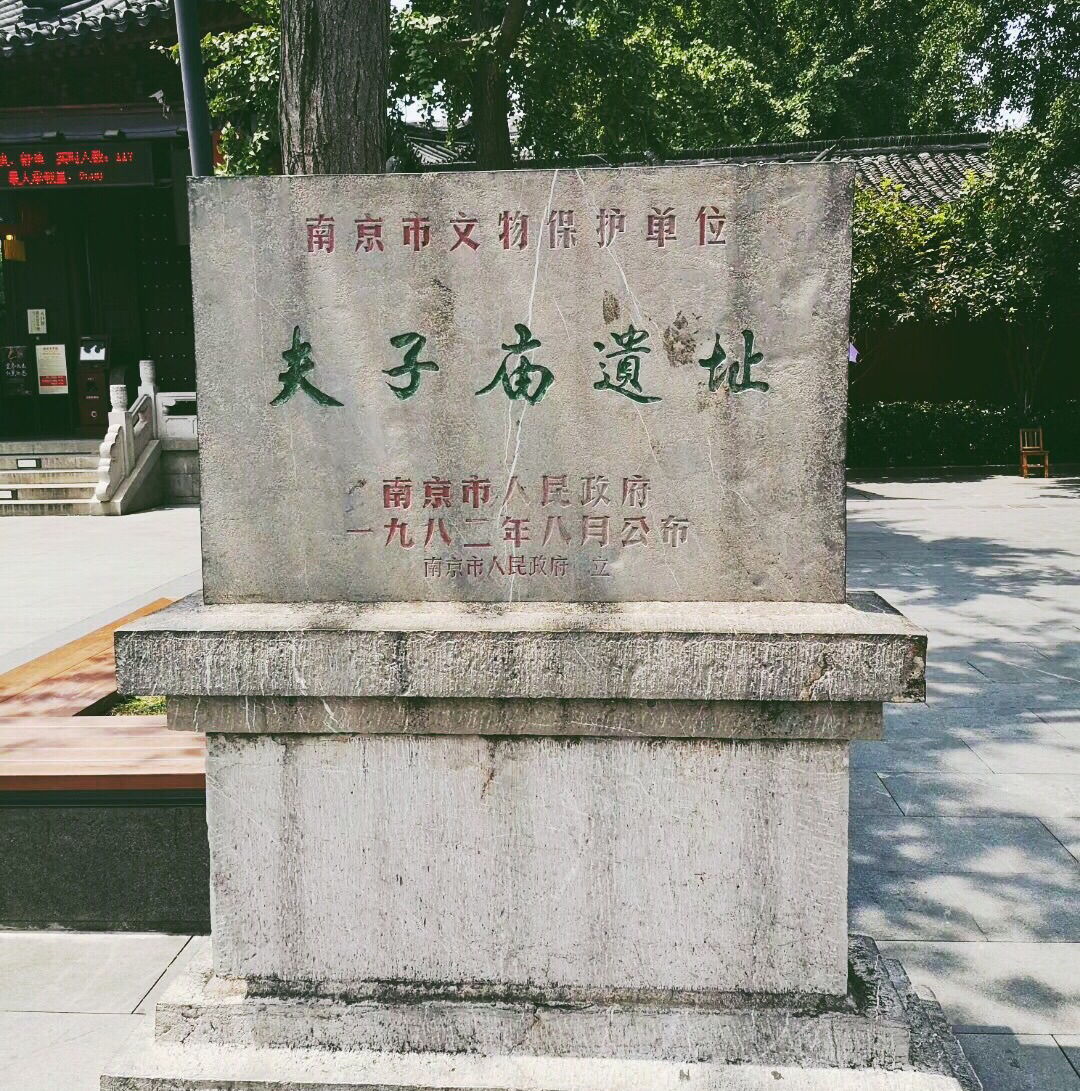 南京市文物保护单位
夫子庙遺址
南京市人民政府
一九八二年八月公布
南京市人民政府 立